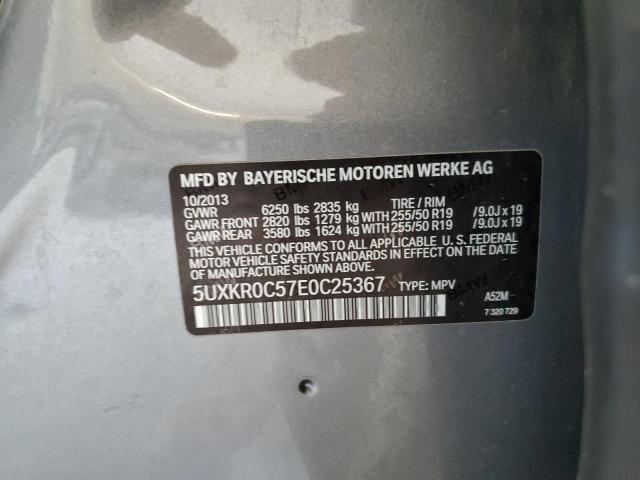 MFD BY BAYERISCHE MOTOREN WERKE AG
10/2013 TIRE / RIM
GVWR 6250 lbs 2835 kg
GAWR FRONT 2820 lbs 1279 kg WITH 255/50 R19 /9.0J x 19
GAWR REAR 3580 lbs 1624 kg WITH 255/50 R19 /9.0J x 19
THIS VEHICLE CONFORMS TO ALL APPLICABLE U. S. FEDERAL
MOTOR VEHICLE SAFETY STANDARDS IN EFFECT ON THE
DATE OF MANUFACTURE SHOWN ABOVE.
5UXKR0C57E0C25367 TYPE: MPV
A52M
7 320 729